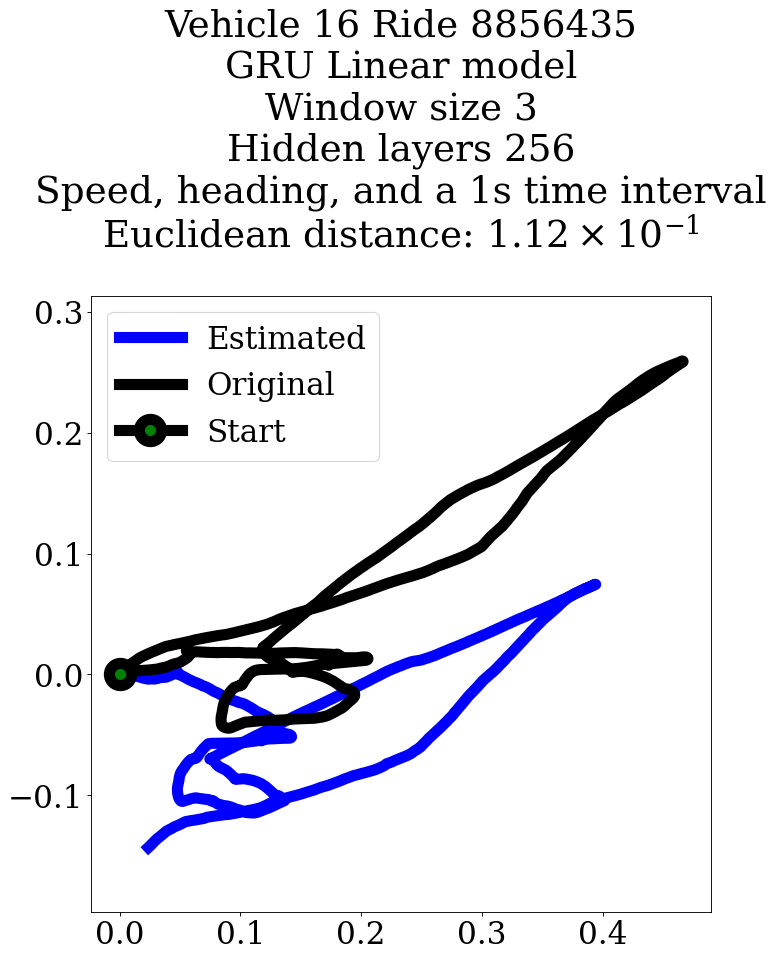 Vehicle 16 Ride 8856435
GRU Linear model
Window size 3
Hidden layers 256
Speed, heading, and a 1s time interval
Euclidean distance: 1.12 × 10⁻¹
Estimated
Original
Start
0.3
0.2
0.1
0.0
−0.1
0.0 0.1 0.2 0.3 0.4